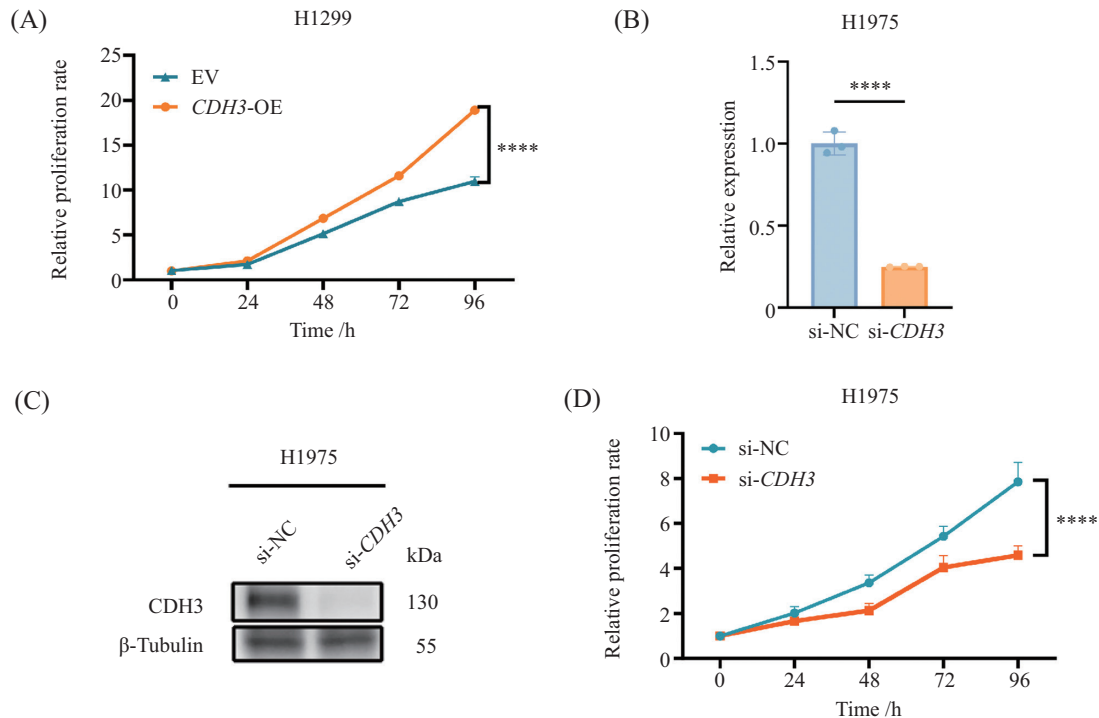 (A)
H1299
Relative proliferation rate
25
20
15
10
5
0
EV
CDH3-OE
****
0 24 48 72 96
Time /h
(B)
H1975
Relative expresstion
1.5
1.0
0.5
0
****
si-NC si-CDH3
(C)
H1975
si-NC si-CDH3 kDa
CDH3 130
β-Tubulin 55
(D)
H1975
Relative proliferation rate
10
8
6
4
2
0
si-NC
si-CDH3
****
0 24 48 72 96
Time /h